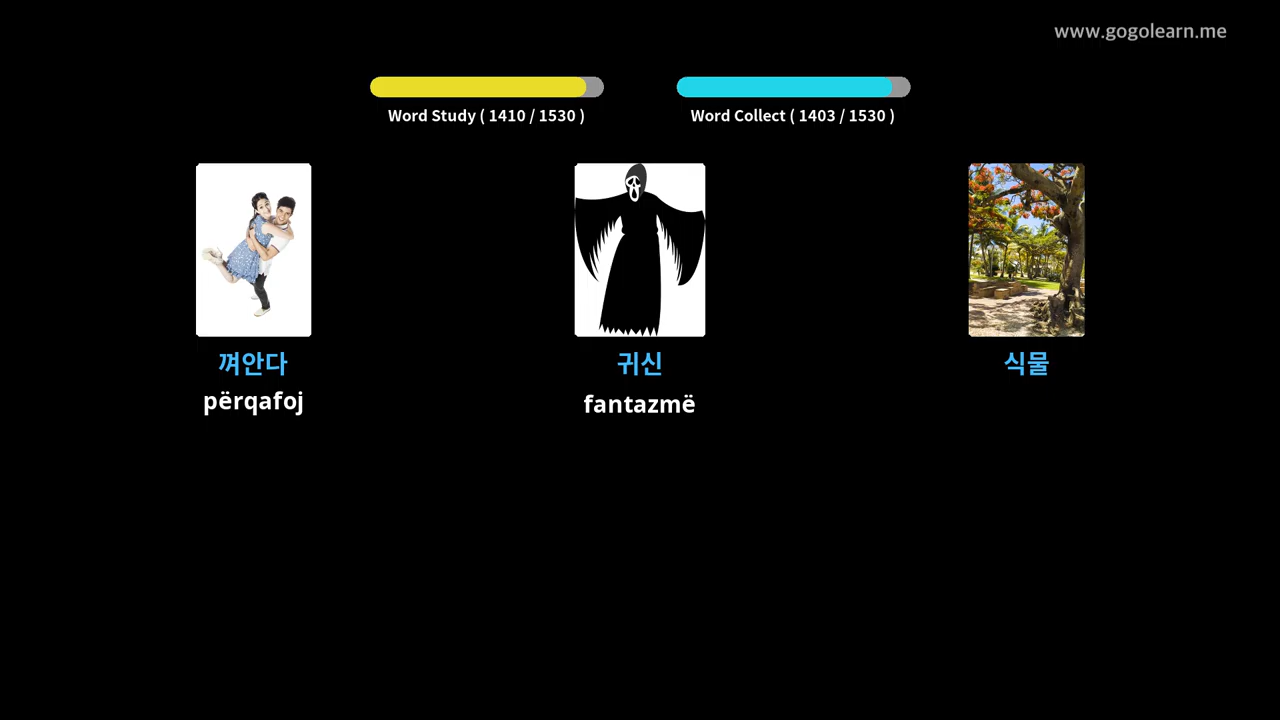 www.gogolearn.me
Word Study ( 1410 / 1530 )
Word Collect ( 1403 / 1530 )
껴안다
귀신
식물
përqafoj
fantazmë